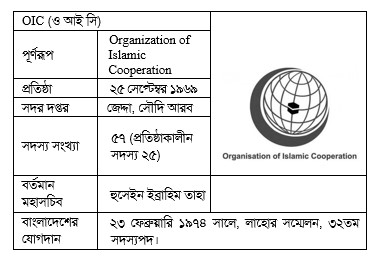 OIC (ও আই সি)
পূর্ণরূপ
Organization of
Islamic
Cooperation
প্রতিষ্ঠা
২৫ সেপ্টেম্বর ১৯৬৯
সদর দপ্তর
জেদ্দা, সৌদি আরব
সদস্য সংখ্যা
৫৭ (প্রতিষ্ঠাকালীন
সদস্য ২৫)
Organisation of Islamic Cooperation
বর্তমান
মহাসচিব
হুসেইন ইব্রাহিম তাহা
বাংলাদেশের
যোগদান
২৩ ফেব্রুয়ারি ১৯৭৪ সালে, লাহোর সম্মেলন, ৩২তম
সদস্যপদ।